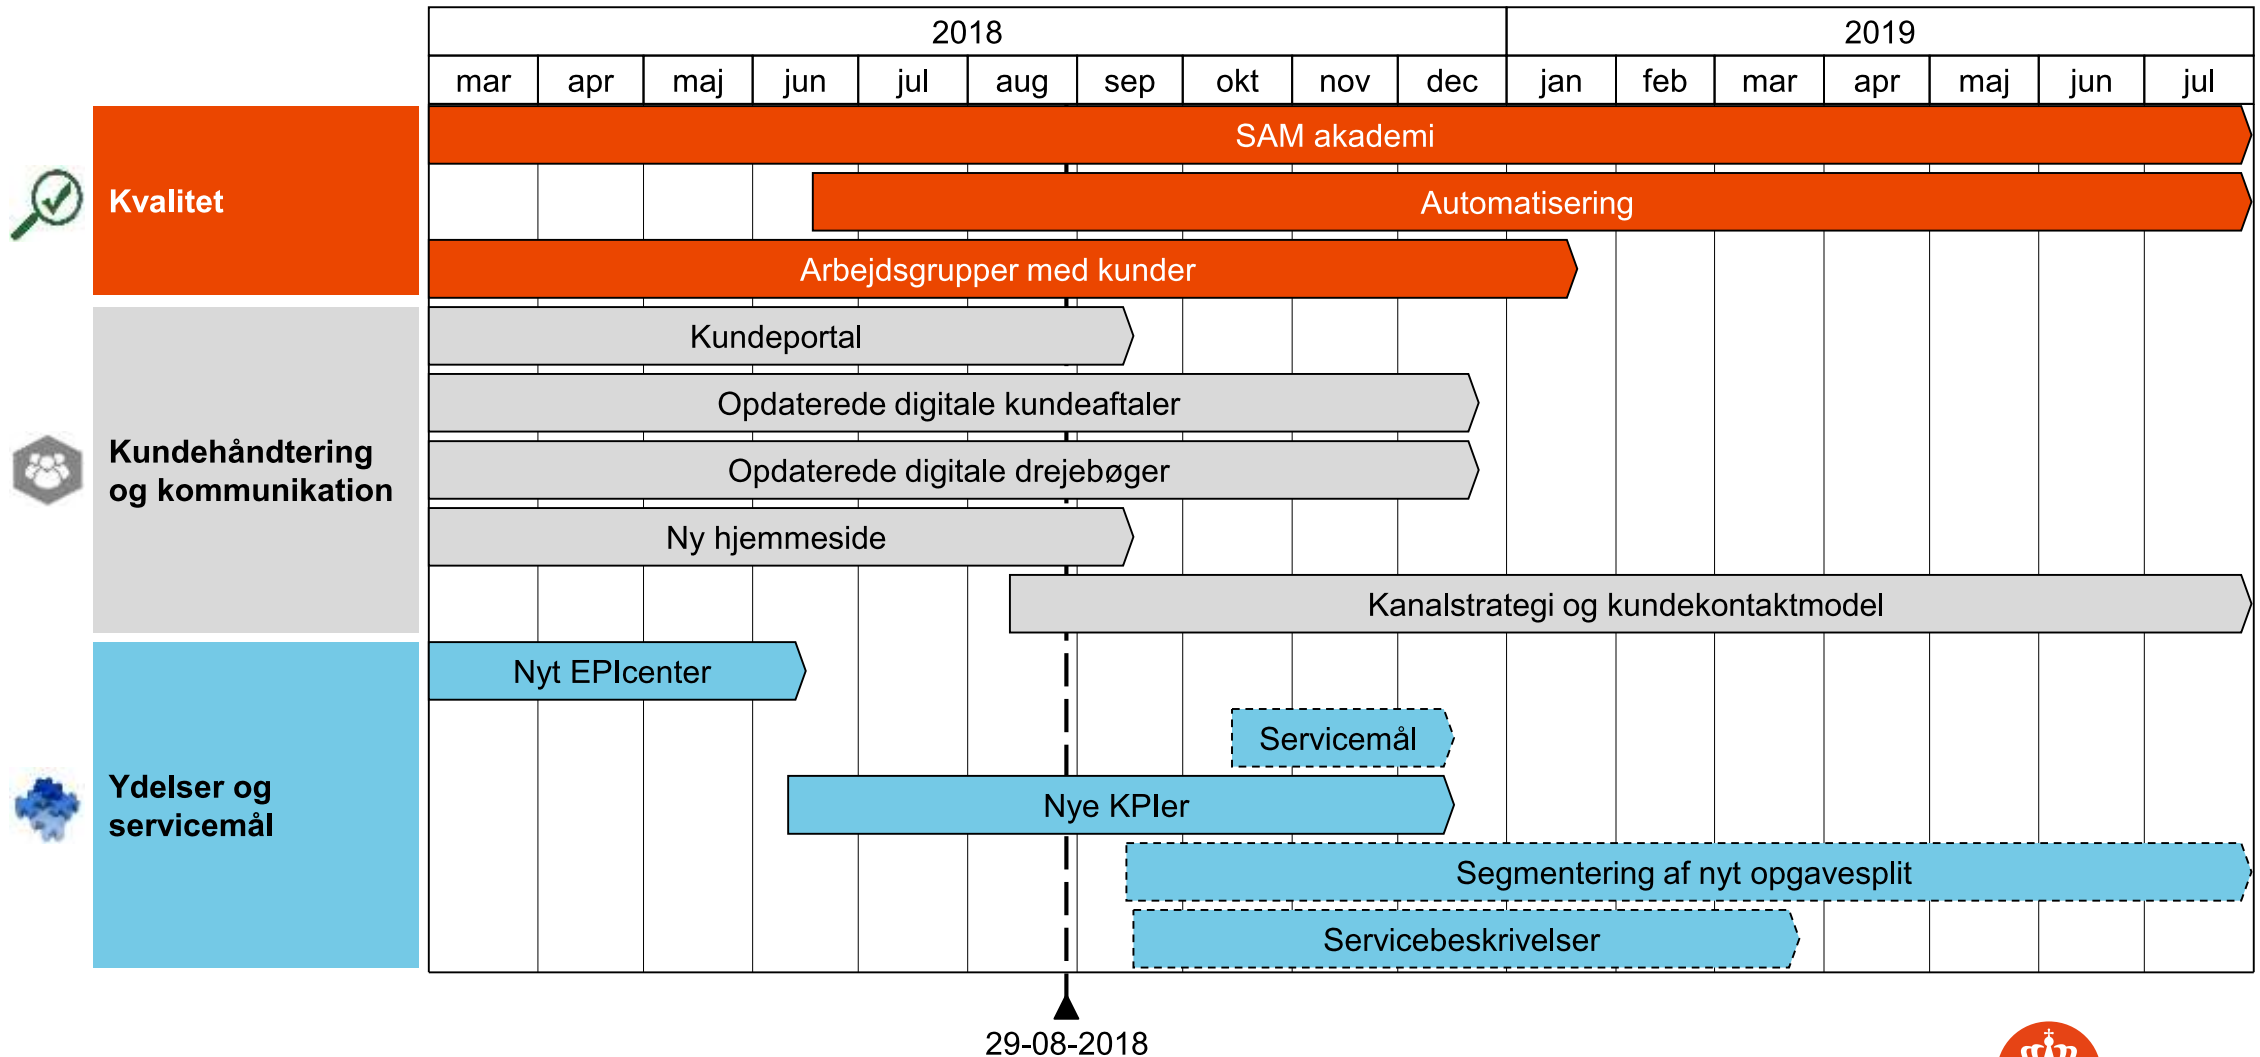 2018 2019
mar apr maj jun jul aug sep okt nov dec jan feb mar apr maj jun jul
SAM akademi
Kvalitet
Automatisering
Arbejdsgrupper med kunder
Kundeportal
Opdaterede digitale kundeaftaler
Kundehåndtering
og kommunikation
Opdaterede digitale drejebøger
Ny hjemmeside
Kanalstrategi og kundekontaktmodel
Nyt EPIcenter
Servicemål
Ydelser og
servicemål
Nye KPIer
Segmentering af nyt opgavesplit
Servicebeskrivelser
29-08-2018